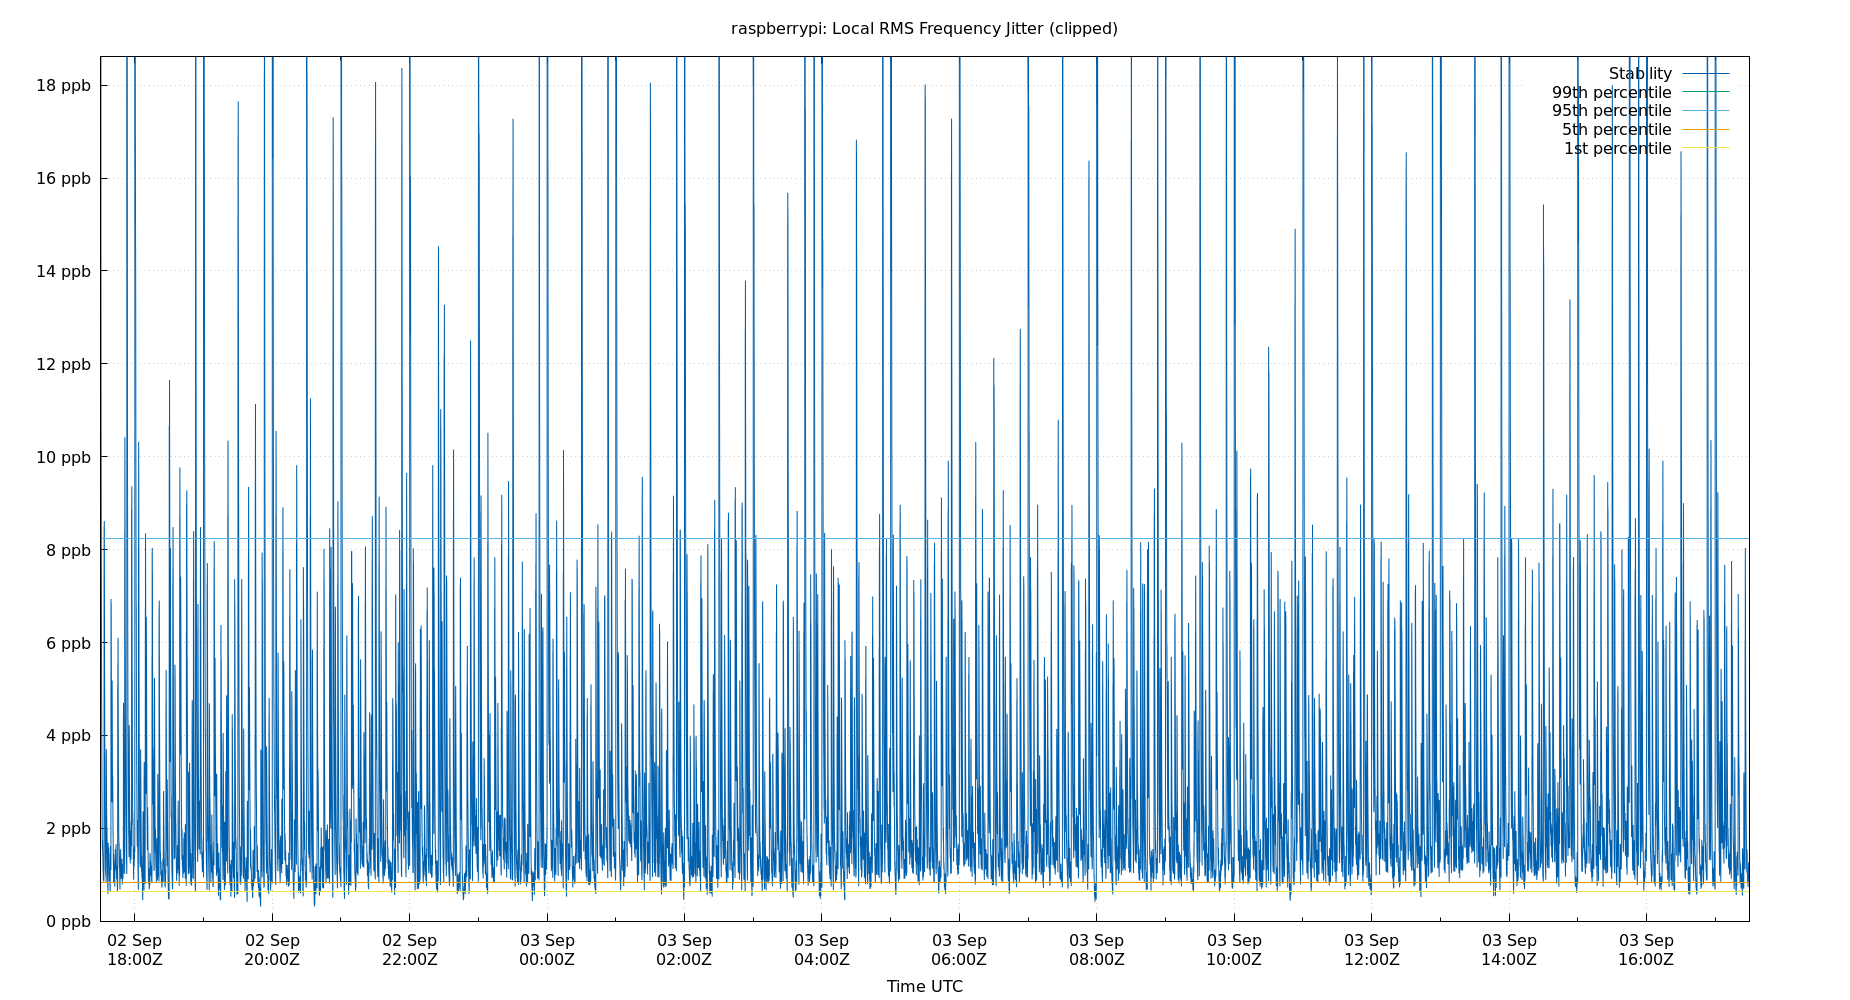 raspberrypi: Local RMS Frequency Jitter (clipped)
18 ppb
16 ppb
14 ppb
12 ppb
10 ppb
8 ppb
6 ppb
4 ppb
2 ppb
0 ppb
Stability
99th percentile
95th percentile
5th percentile
1st percentile
02 Sep
18:00Z
02 Sep
20:00Z
02 Sep
22:00Z
03 Sep
00:00Z
03 Sep
02:00Z
03 Sep
04:00Z
03 Sep
06:00Z
03 Sep
08:00Z
03 Sep
10:00Z
03 Sep
12:00Z
03 Sep
14:00Z
03 Sep
16:00Z
Time UTC